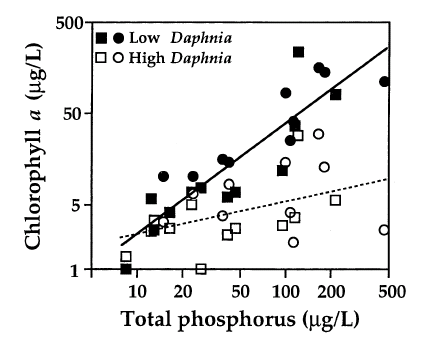 500
■ ● Low Daphnia
□ ○ High Daphnia
50
5
1
Chlorophyll a (µg/L)
10 20 50 100 200 500
Total phosphorus (µg/L)